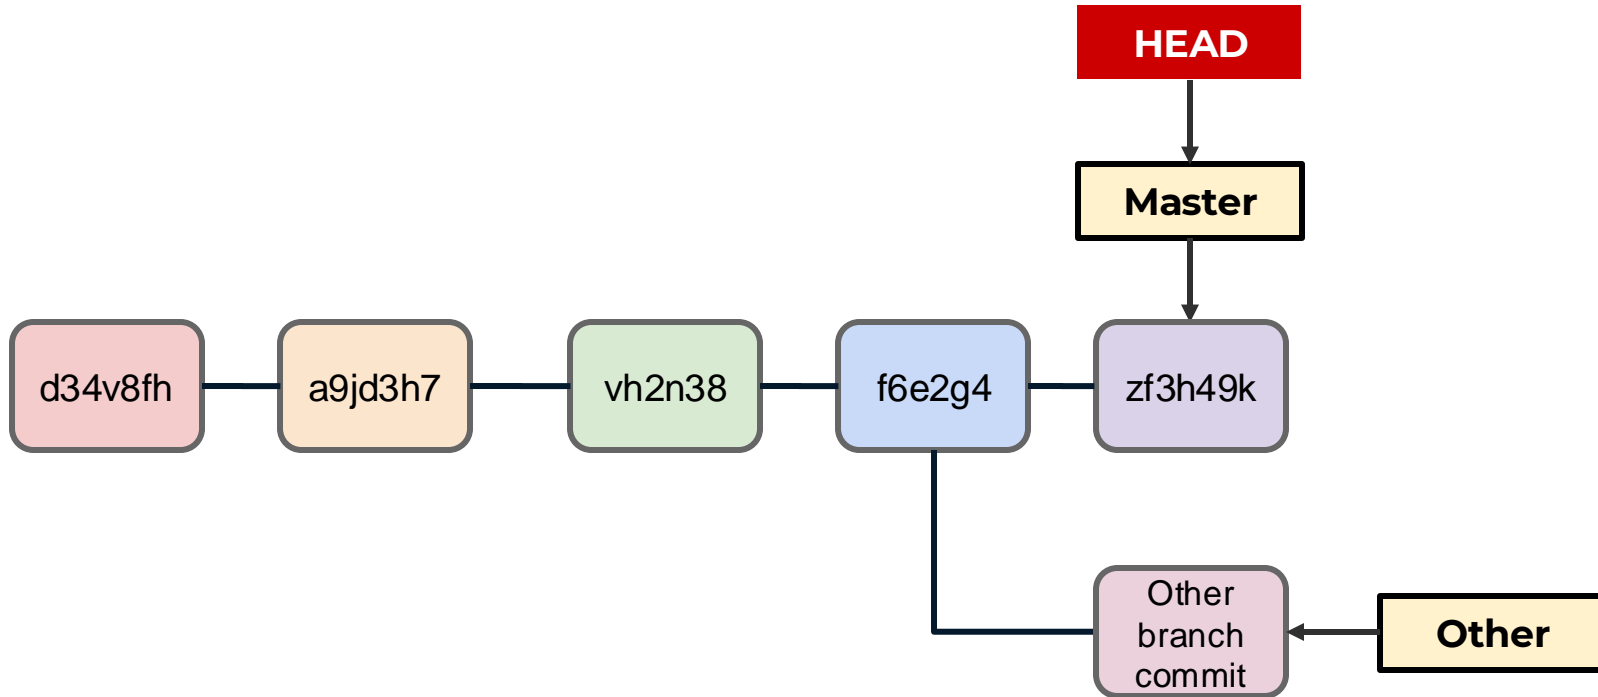 HEAD
Master
d34v8fh
a9jd3h7
vh2n38
f6e2g4
zf3h49k
Other
branch
commit
Other